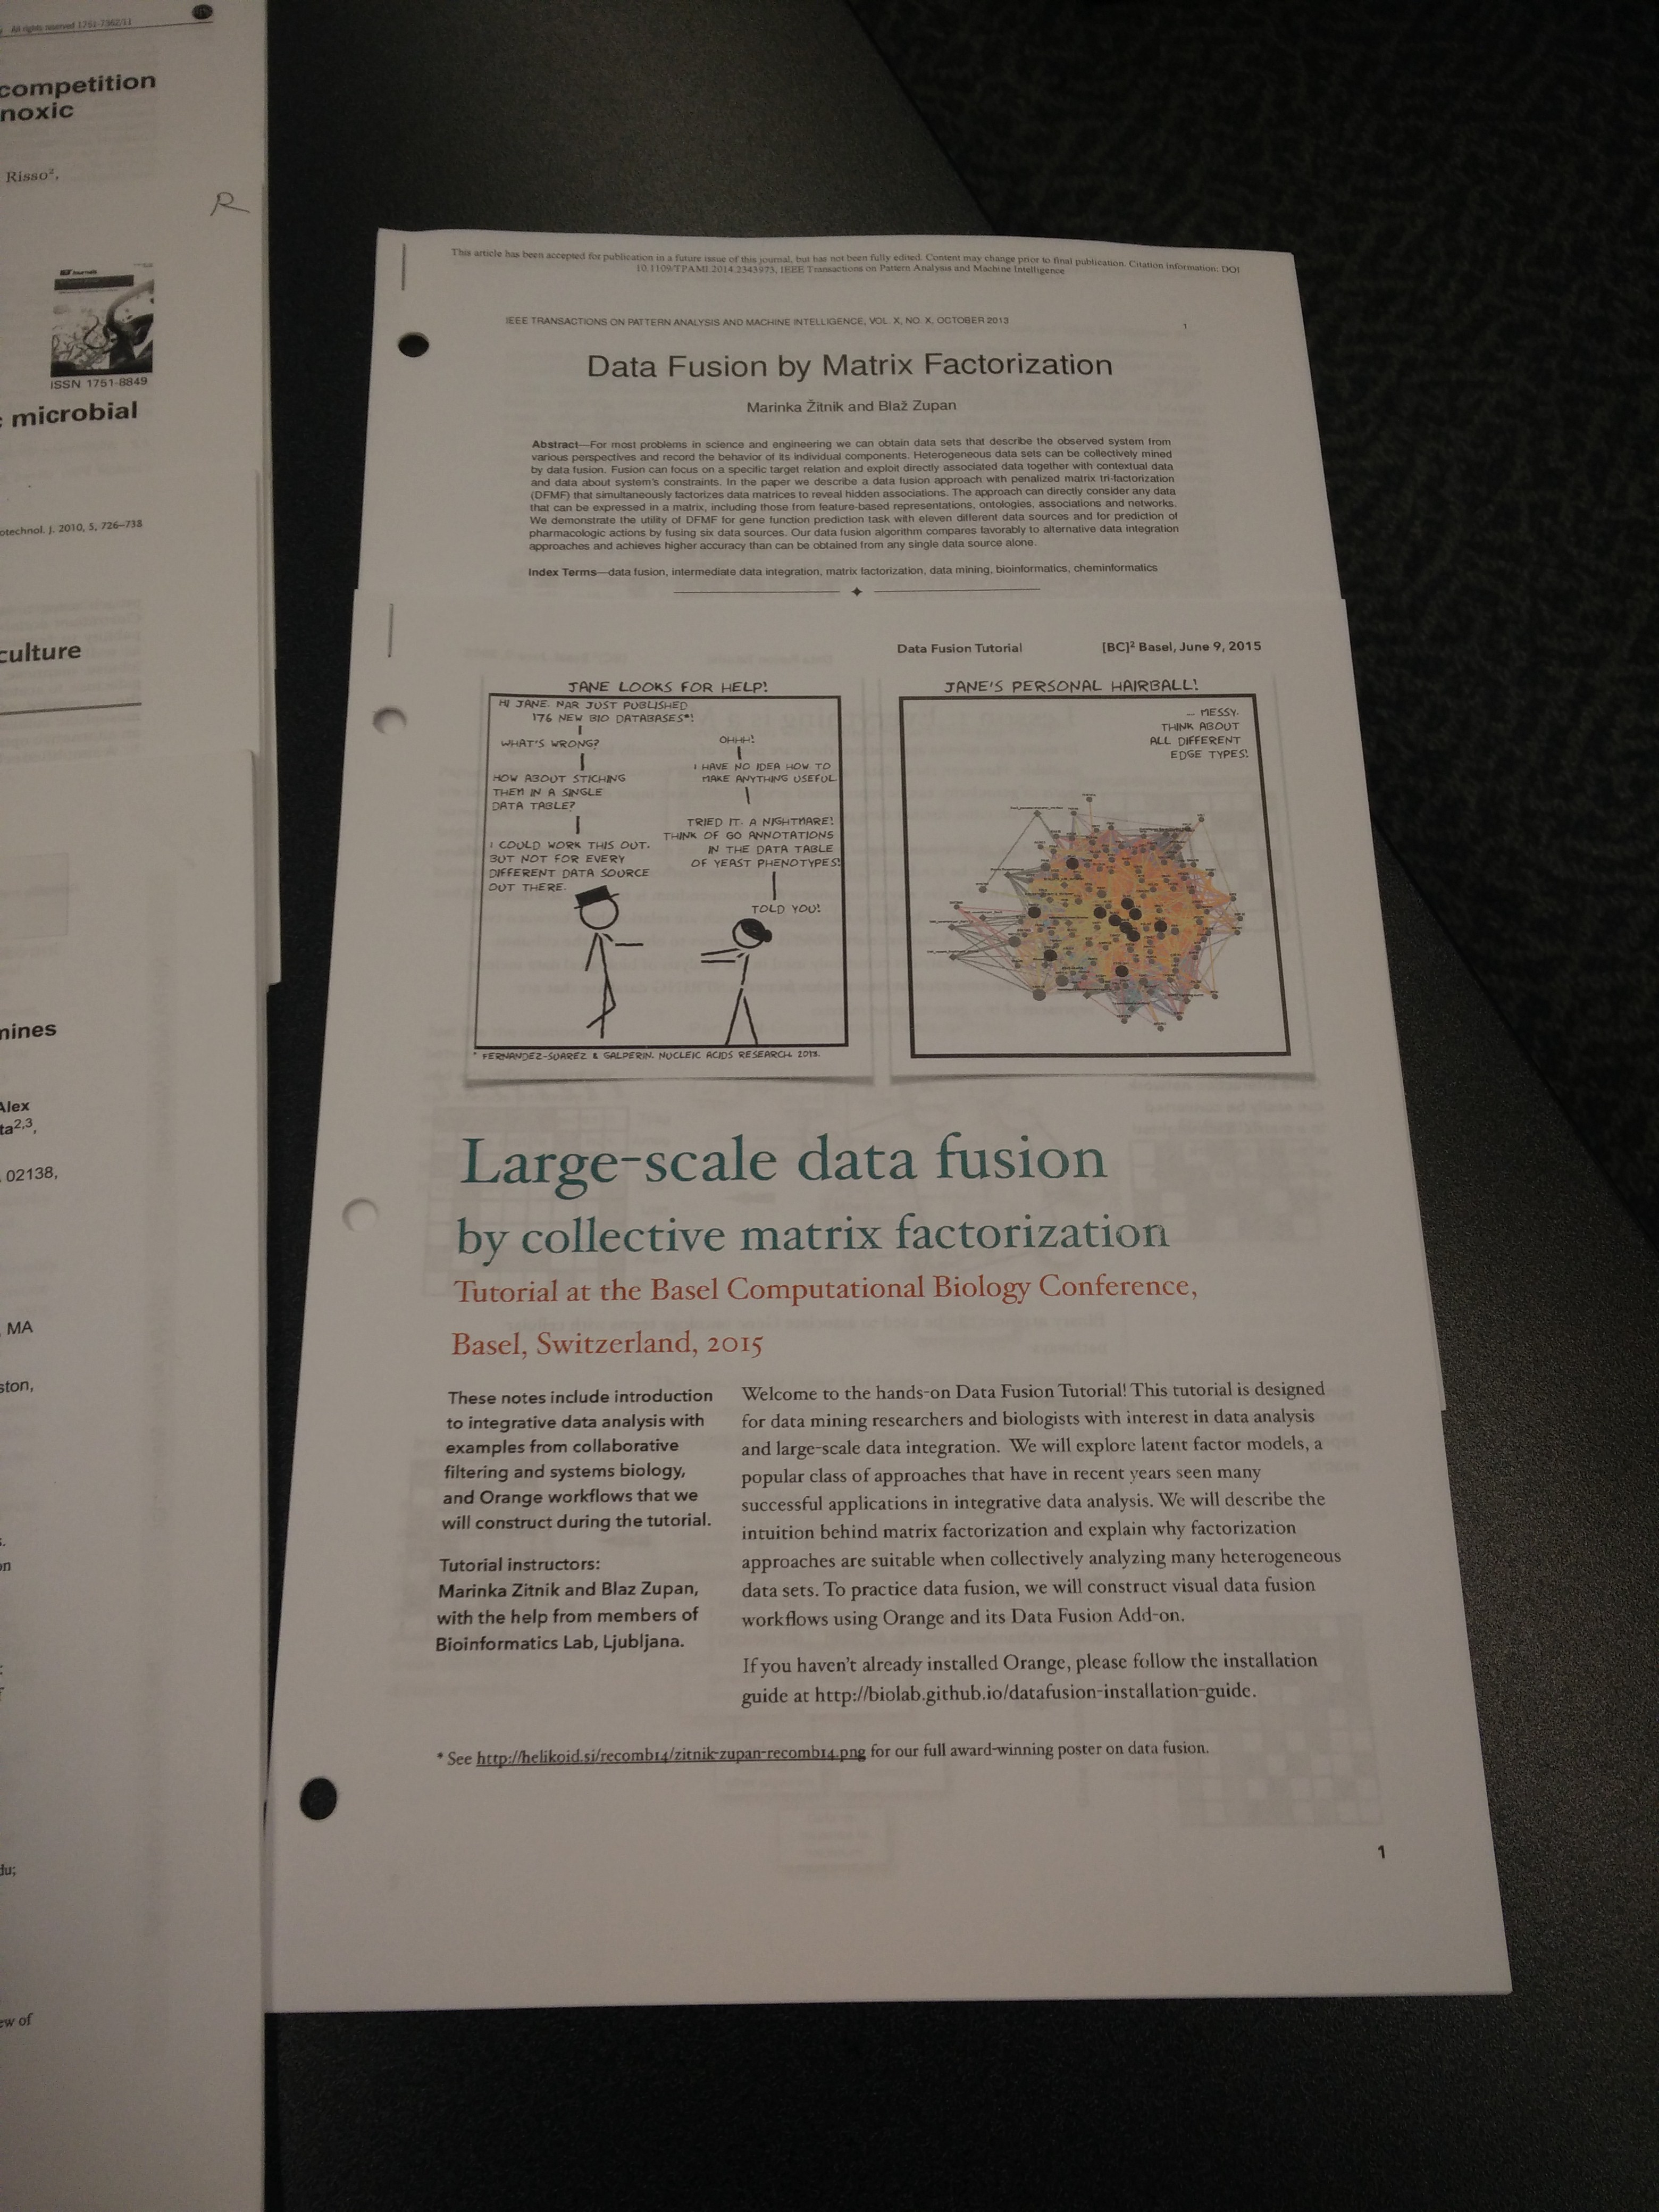 All rights reserved 1751-7362/11
competition
noxic
Risso²,
R
ISSN 1751-8849
microbial
otechnol. J. 2010, 5, 726–738
culture
mines
Alex
ta2,3,
02138,
MA
ston,
on
du;
ew of
This article has been accepted for publication in a future issue of this journal, but has not been fully edited. Content may change prior to final publication. Citation information: DOI
10.1109/TPAMI.2014.2343973, IEEE Transactions on Pattern Analysis and Machine Intelligence
IEEE TRANSACTIONS ON PATTERN ANALYSIS AND MACHINE INTELLIGENCE, VOL. X, NO. X, OCTOBER 2013
1
Data Fusion by Matrix Factorization
Marinka Žitnik and Blaž Zupan
Abstract—For most problems in science and engineering we can obtain data sets that describe the observed system from
various perspectives and record the behavior of its individual components. Heterogeneous data sets can be collectively mined
by data fusion. Fusion can focus on a specific target relation and exploit directly associated data together with contextual data
and data about system's constraints. In the paper we describe a data fusion approach with penalized matrix tri-factorization
(DFMF) that simultaneously factorizes data matrices to reveal hidden associations. The approach can directly consider any data
that can be expressed in a matrix, including those from feature-based representations, ontologies, associations and networks.
We demonstrate the utility of DFMF for gene function prediction task with eleven different data sources and for prediction of
pharmacologic actions by fusing six data sources. Our data fusion algorithm compares favorably to alternative data integration
approaches and achieves higher accuracy than can be obtained from any single data source alone.
Index Terms—data fusion, intermediate data integration, matrix factorization, data mining, bioinformatics, cheminformatics
Data Fusion Tutorial
[BC]² Basel, June 9, 2015
JANE LOOKS FOR HELP!
HI JANE. NAR JUST PUBLISHED
176 NEW BIO DATABASES*!
WHAT'S WRONG?
OHHH!
I HAVE NO IDEA HOW TO
MAKE ANYTHING USEFUL
HOW ABOUT STICHING
THEM IN A SINGLE
DATA TABLE?
TRIED IT. A NIGHTMARE!
THINK OF GO ANNOTATIONS
IN THE DATA TABLE
OF YEAST PHENOTYPES!
I COULD WORK THIS OUT.
BUT NOT FOR EVERY
DIFFERENT DATA SOURCE
OUT THERE.
TOLD YOU!
* FERNANDEZ-SUAREZ & GALPERIN. NUCLEIC ACIDS RESEARCH. 2013.
JANE'S PERSONAL HAIRBALL!
... MESSY.
THINK ABOUT
ALL DIFFERENT
EDGE TYPES!
Large-scale data fusion
by collective matrix factorization
Tutorial at the Basel Computational Biology Conference,
Basel, Switzerland, 2015
These notes include introduction
to integrative data analysis with
examples from collaborative
filtering and systems biology,
and Orange workflows that we
will construct during the tutorial.
Tutorial instructors:
Marinka Zitnik and Blaz Zupan,
with the help from members of
Bioinformatics Lab, Ljubljana.
Welcome to the hands-on Data Fusion Tutorial! This tutorial is designed
for data mining researchers and biologists with interest in data analysis
and large-scale data integration. We will explore latent factor models, a
popular class of approaches that have in recent years seen many
successful applications in integrative data analysis. We will describe the
intuition behind matrix factorization and explain why factorization
approaches are suitable when collectively analyzing many heterogeneous
data sets. To practice data fusion, we will construct visual data fusion
workflows using Orange and its Data Fusion Add-on.
If you haven't already installed Orange, please follow the installation
guide at http://biolab.github.io/datafusion-installation-guide.
* See http://helikoid.si/recomb14/zitnik-zupan-recomb14.png for our full award-winning poster on data fusion.
1